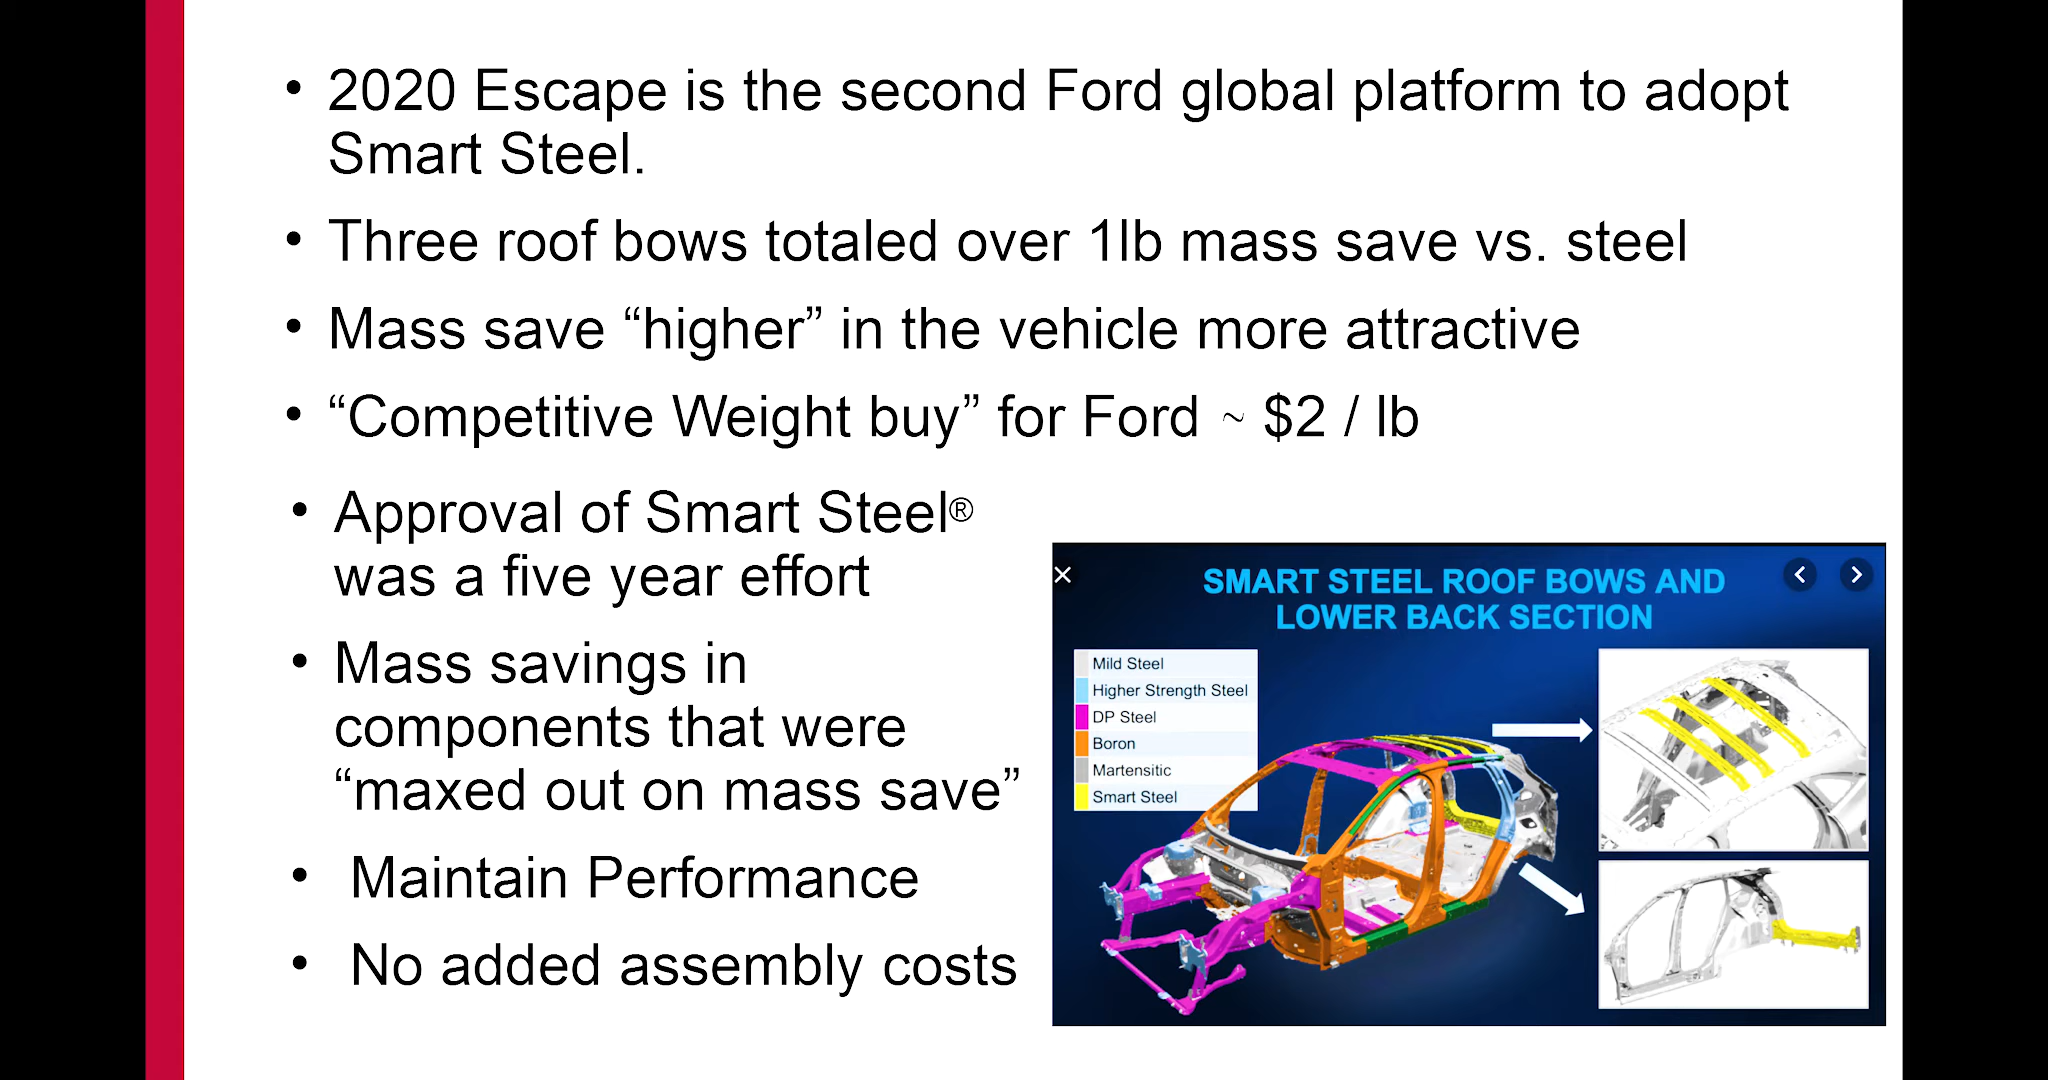 • 2020 Escape is the second Ford global platform to adopt
Smart Steel.
• Three roof bows totaled over 1lb mass save vs. steel
• Mass save “higher” in the vehicle more attractive
• “Competitive Weight buy” for Ford ~ $2 / lb
• Approval of Smart Steel®
was a five year effort
• Mass savings in
components that were
“maxed out on mass save”
• Maintain Performance
• No added assembly costs
SMART STEEL ROOF BOWS AND
LOWER BACK SECTION
Mild Steel
Higher Strength Steel
DP Steel
Boron
Martensitic
Smart Steel